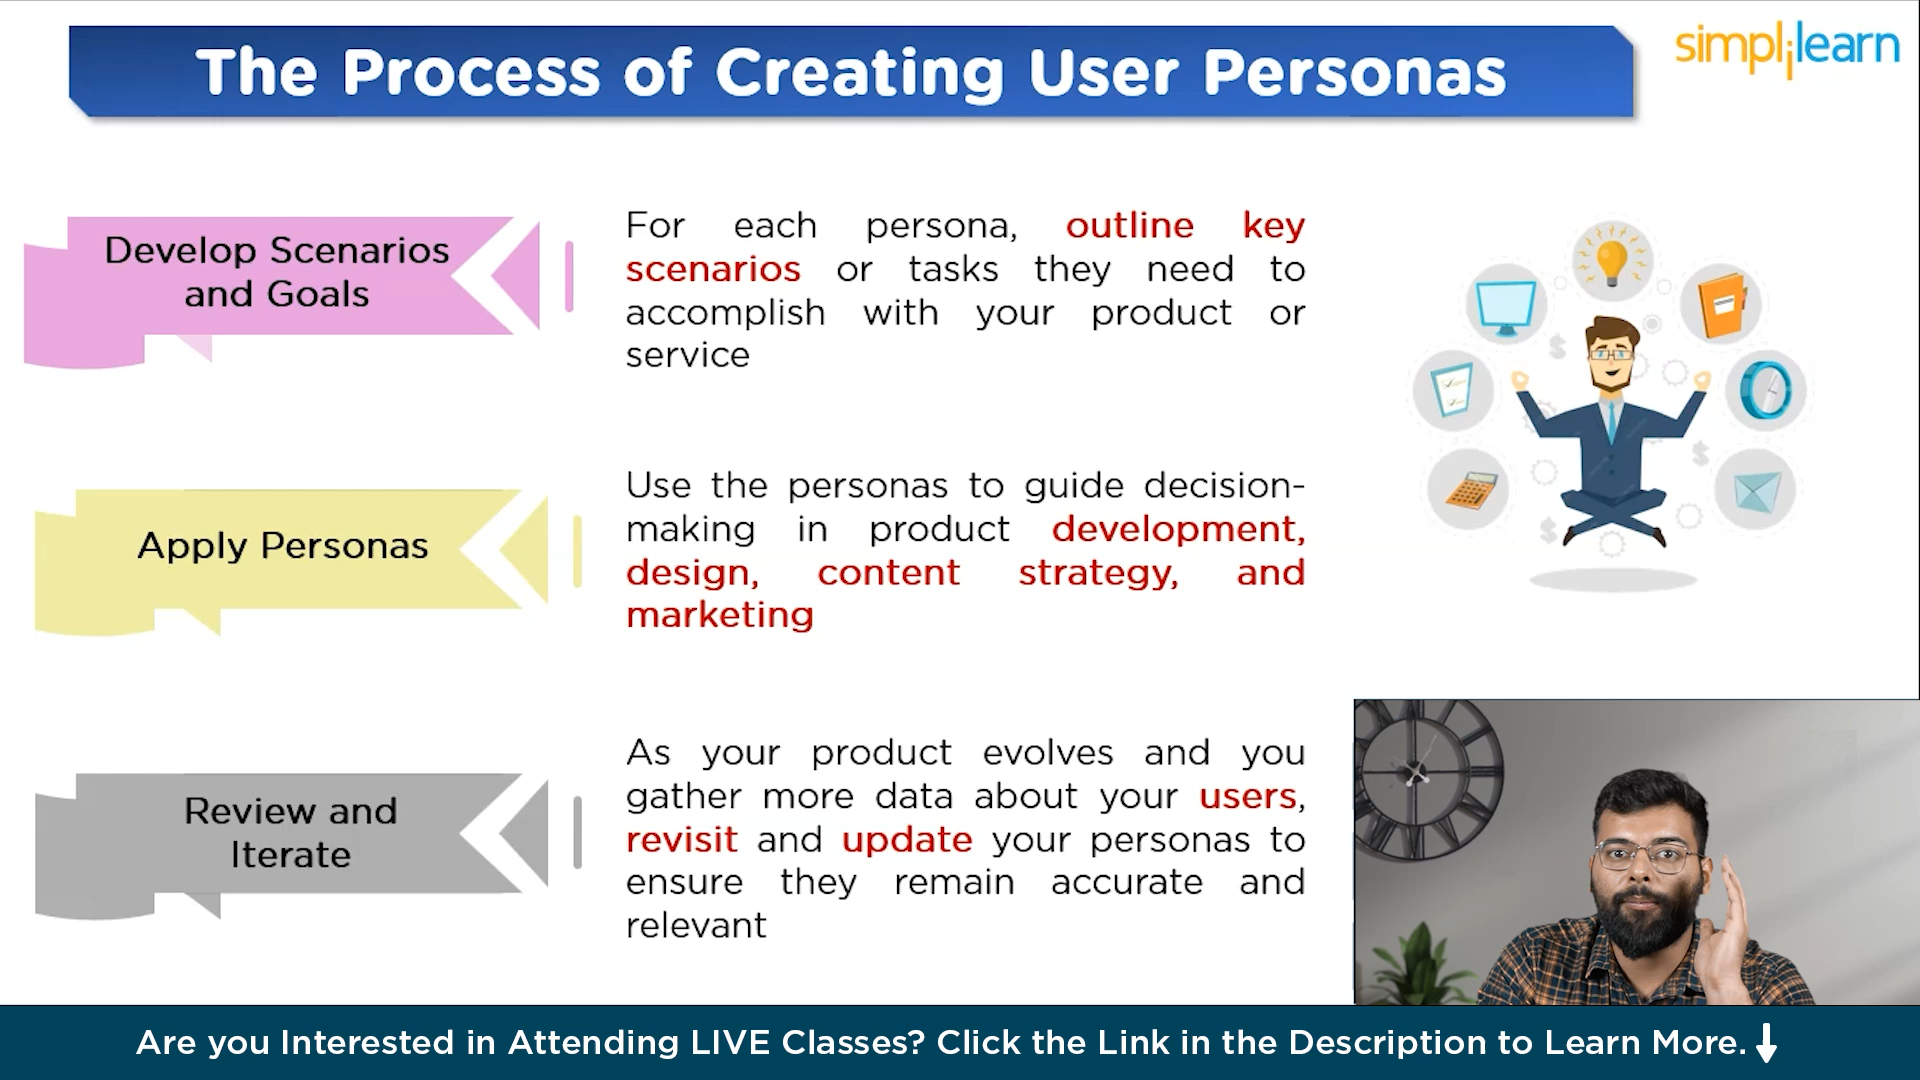 The Process of Creating User Personas
simplilearn
Develop Scenarios
and Goals
For each persona, outline key
scenarios or tasks they need to
accomplish with your product or
service
Apply Personas
Use the personas to guide decision-
making in product development,
design, content strategy, and
marketing
Review and
Iterate
As your product evolves and you
gather more data about your users,
revisit and update your personas to
ensure they remain accurate and
relevant
Are you Interested in Attending LIVE Classes? Click the Link in the Description to Learn More.